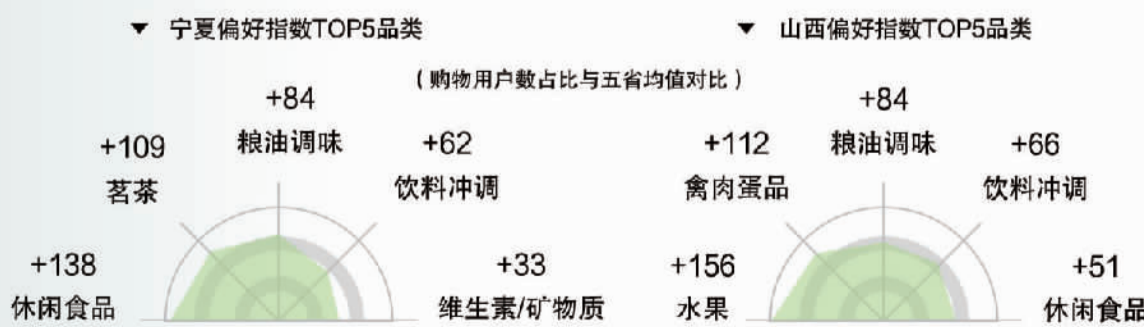 ▼ 宁夏偏好指数TOP5品类
▼ 山西偏好指数TOP5品类
(购物用户数占比与五省均值对比)
+84
粮油调味
+109
茗茶
+62
饮料冲调
+138
休闲食品
+33
维生素/矿物质
+84
粮油调味
+112
禽肉蛋品
+66
饮料冲调
+156
水果
+51
休闲食品